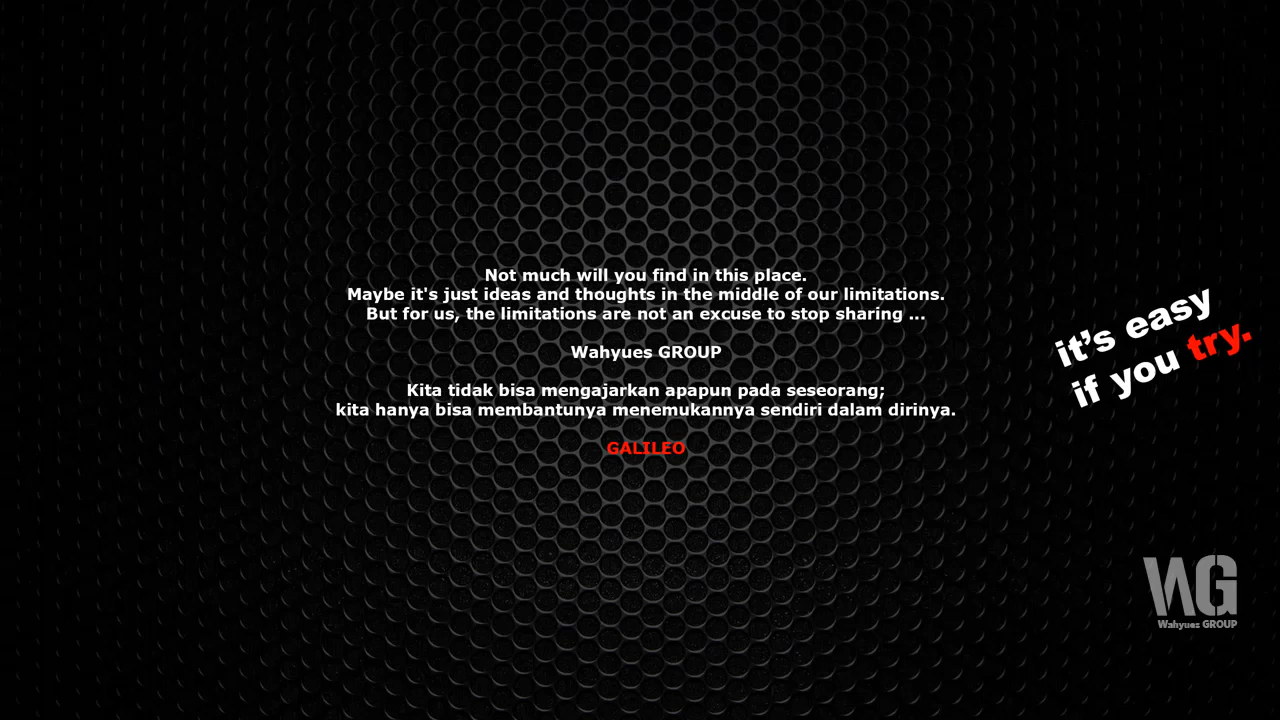 Not much will you find in this place.
Maybe it's just ideas and thoughts in the middle of our limitations.
But for us, the limitations are not an excuse to stop sharing ...
Wahyues GROUP
Kita tidak bisa mengajarkan apapun pada seseorang;
kita hanya bisa membantunya menemukannya sendiri dalam dirinya.
GALILEO
it's easy
if you try.
WG
Wahyues GROUP